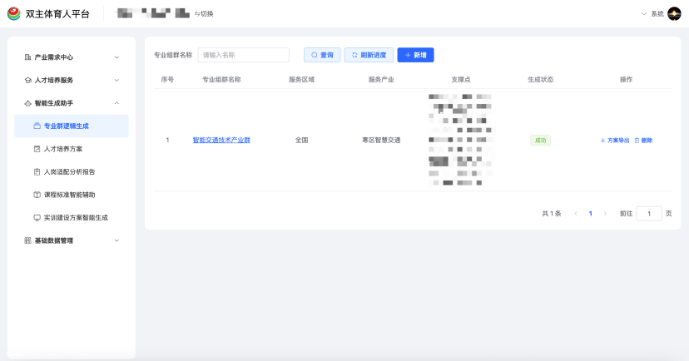 双主体育人平台
切换
系统
产业需求中心
人才培养服务
智能生成助手
专业群逻辑生成
人才培养方案
人岗适配分析报告
课程标准智能辅助
实训建设方案智能生成
基础数据管理
专业组群名称 请输入名称 查询 刷新进度 + 新增
序号 专业组群名称 服务区域 服务产业 支撑点 生成状态 操作
1 智能交通技术产业群 全国 寒区智慧交通 成功 方案导出 删除
共 1 条 < 1 > 前往 1 页